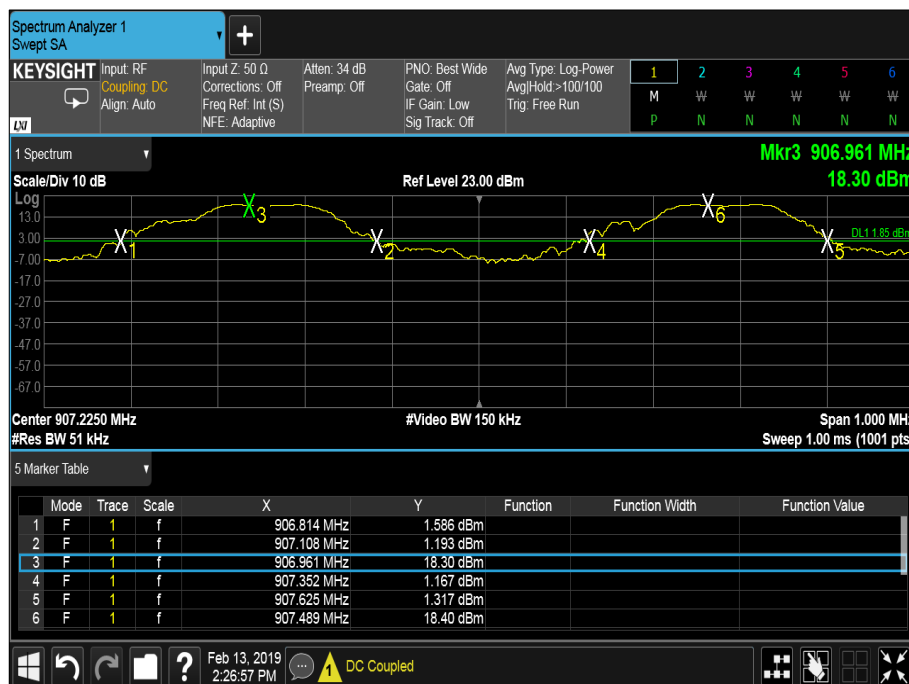 Spectrum Analyzer 1
Swept SA
+
KEYSIGHT
LXI
Input: RF
Coupling: DC
Align: Auto
Input Z: 50 Ω
Corrections: Off
Freq Ref: Int (S)
NFE: Adaptive
Atten: 34 dB
Preamp: Off
PNO: Best Wide
Gate: Off
IF Gain: Low
Sig Track: Off
Avg Type: Log-Power
Avg|Hold:>100/100
Trig: Free Run
1 2 3 4 5 6
M W W W W W
P N N N N N
1 Spectrum
Mkr3 906.961 MHz
Scale/Div 10 dB
Ref Level 23.00 dBm
18.30 dBm
Log
13.0
3.00
-7.00
-17.0
-27.0
-37.0
-47.0
-57.0
-67.0
3
6
1
2
4
5
DL1 1.85 dBm
Center 907.2250 MHz
#Video BW 150 kHz
Span 1.000 MHz
#Res BW 51 kHz
Sweep 1.00 ms (1001 pts
5 Marker Table
Mode Trace Scale X Y Function Function Width Function Value
1 F 1 f 906.814 MHz 1.586 dBm
2 F 1 f 907.108 MHz 1.193 dBm
3 F 1 f 906.961 MHz 18.30 dBm
4 F 1 f 907.352 MHz 1.167 dBm
5 F 1 f 907.625 MHz 1.317 dBm
6 F 1 f 907.489 MHz 18.40 dBm
?
Feb 13, 2019
2:26:57 PM
1
DC Coupled